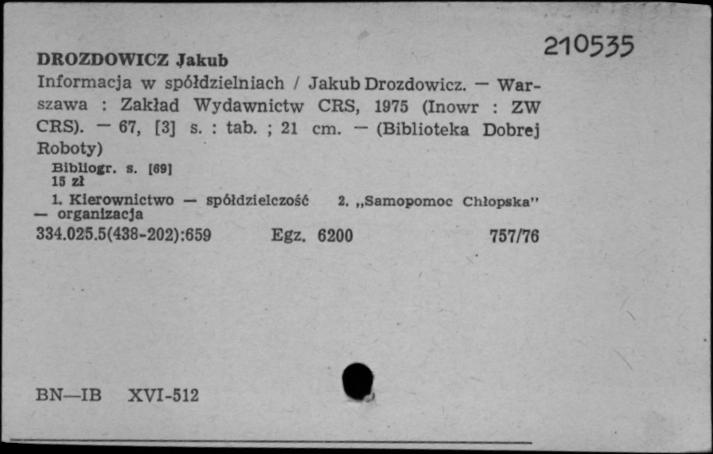 210535
DROZDOWICZ Jakub
Informacja w spółdzielniach / Jakub Drozdowicz. — War-
szawa : Zakład Wydawnictw CRS, 1975 (Inowr : ZW
CRS). — 67, [3] s. : tab. ; 21 cm. — (Biblioteka Dobrej
Roboty)
Bibliogr. s. [69]
15 zł
1. Kierownictwo — spółdzielczość 2. „Samopomoc Chłopska"
— organizacja
334.025.5(438-202):659 Egz. 6200 757/76
BN—IB XVI-512